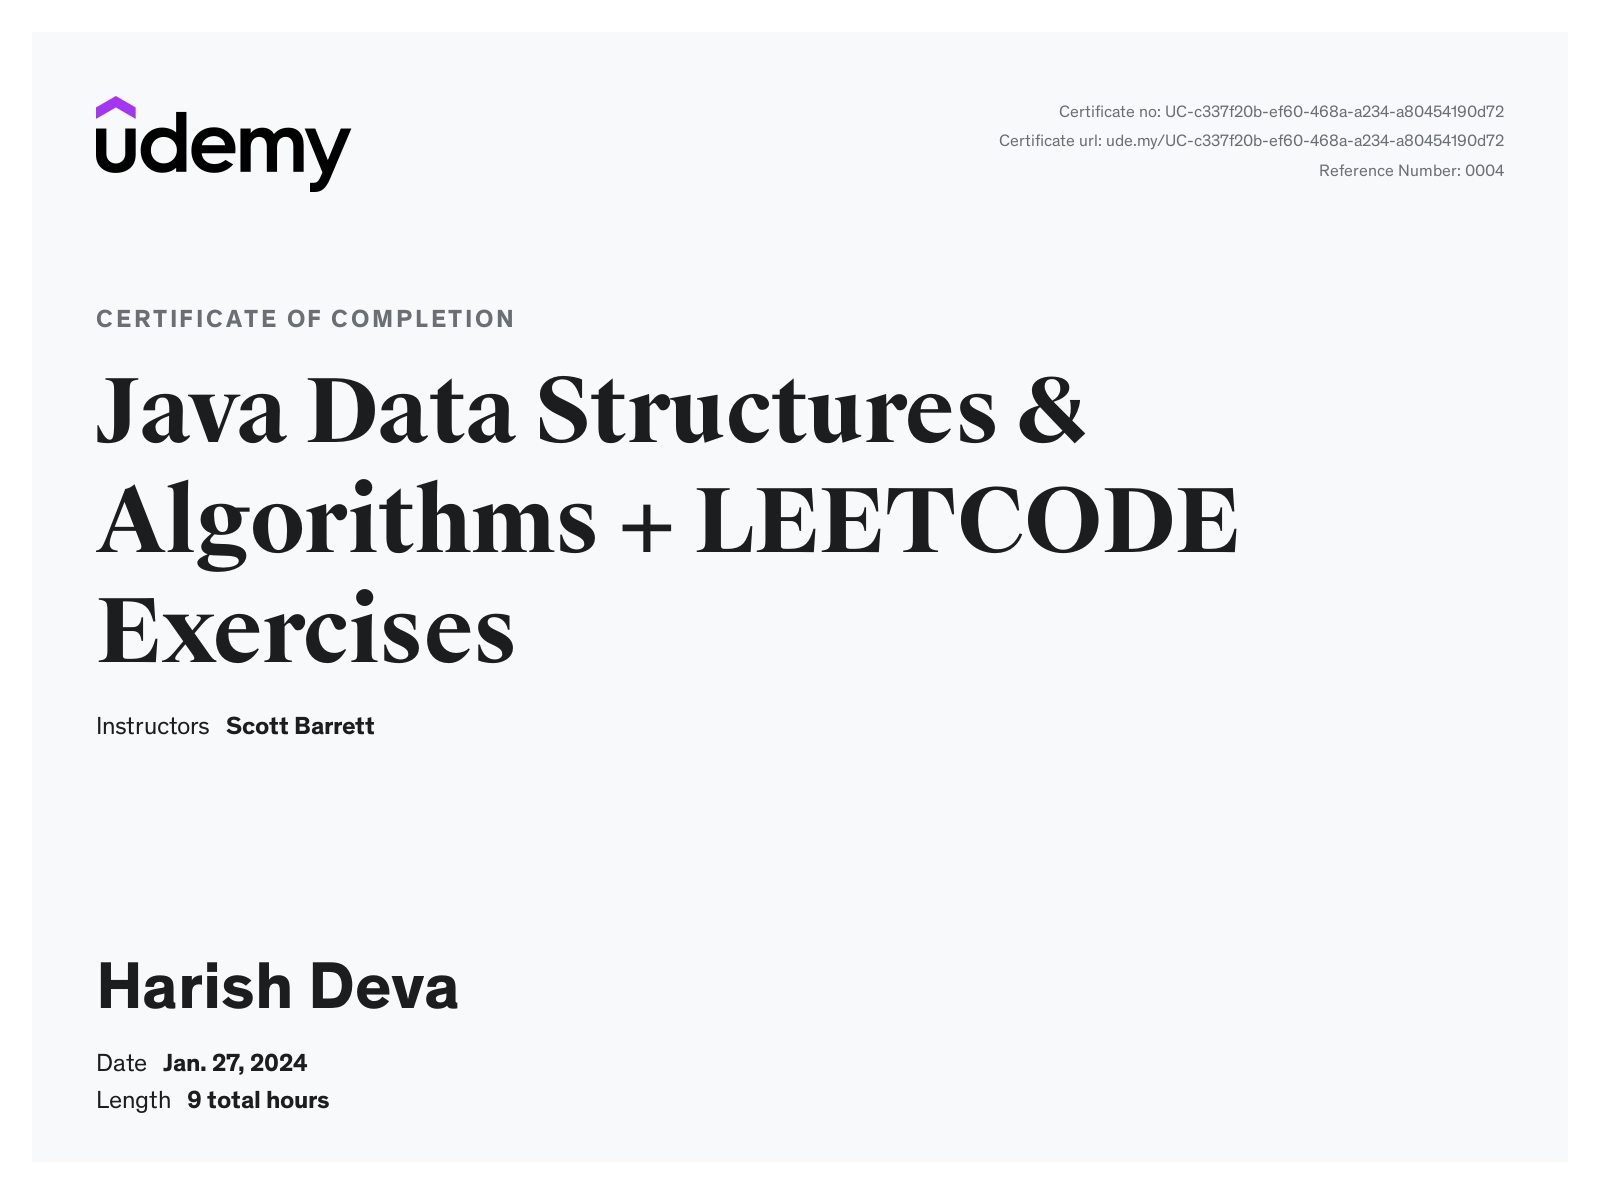 udemy
Certificate no: UC-c337f20b-ef60-468a-a234-a80454190d72
Certificate url: ude.my/UC-c337f20b-ef60-468a-a234-a80454190d72
Reference Number: 0004
CERTIFICATE OF COMPLETION
Java Data Structures &
Algorithms + LEETCODE
Exercises
Instructors Scott Barrett
Harish Deva
Date Jan. 27, 2024
Length 9 total hours